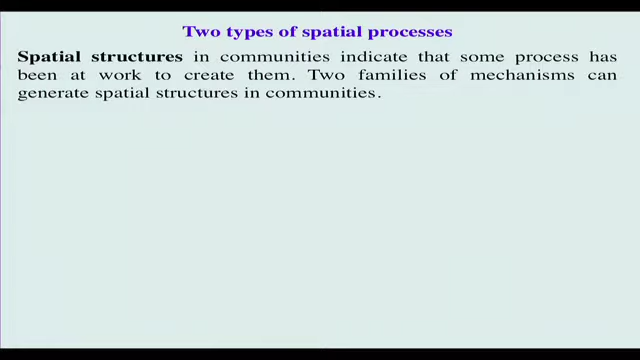 Two types of spatial processes
Spatial structures in communities indicate that some process has
been at work to create them. Two families of mechanisms can
generate spatial structures in communities.